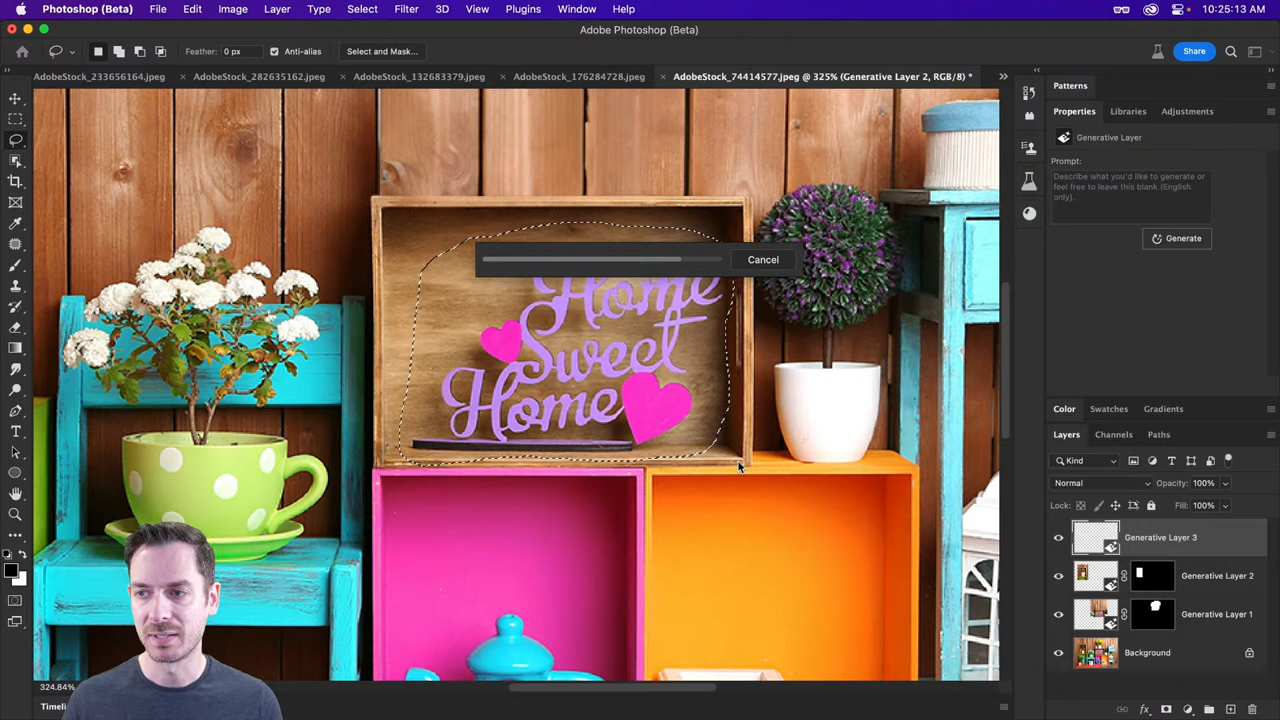 Photoshop (Beta) File Edit Image Layer Type Select Filter 3D View Plugins Window Help 10:25:13 AM
Adobe Photoshop (Beta)
Feather: 0 px Anti-alias Select and Mask... Share
AdobeStock_233656164.jpeg AdobeStock_282635162.jpeg AdobeStock_132683379.jpeg AdobeStock_176284728.jpeg AdobeStock_74414577.jpeg @ 325% (Generative Layer 2, RGB/8) *
Patterns
Properties Libraries Adjustments
Generative Layer
Prompt:
Describe what you'd like to generate or
feel free to leave this blank (English
only).
Generate
Cancel
Home
Sweet
Home
Color Swatches Gradients
Layers Channels Paths
Kind
Normal Opacity: 100%
Lock: Fill: 100%
Generative Layer 3
Generative Layer 2
Generative Layer 1
Background
324.84%
Timeli